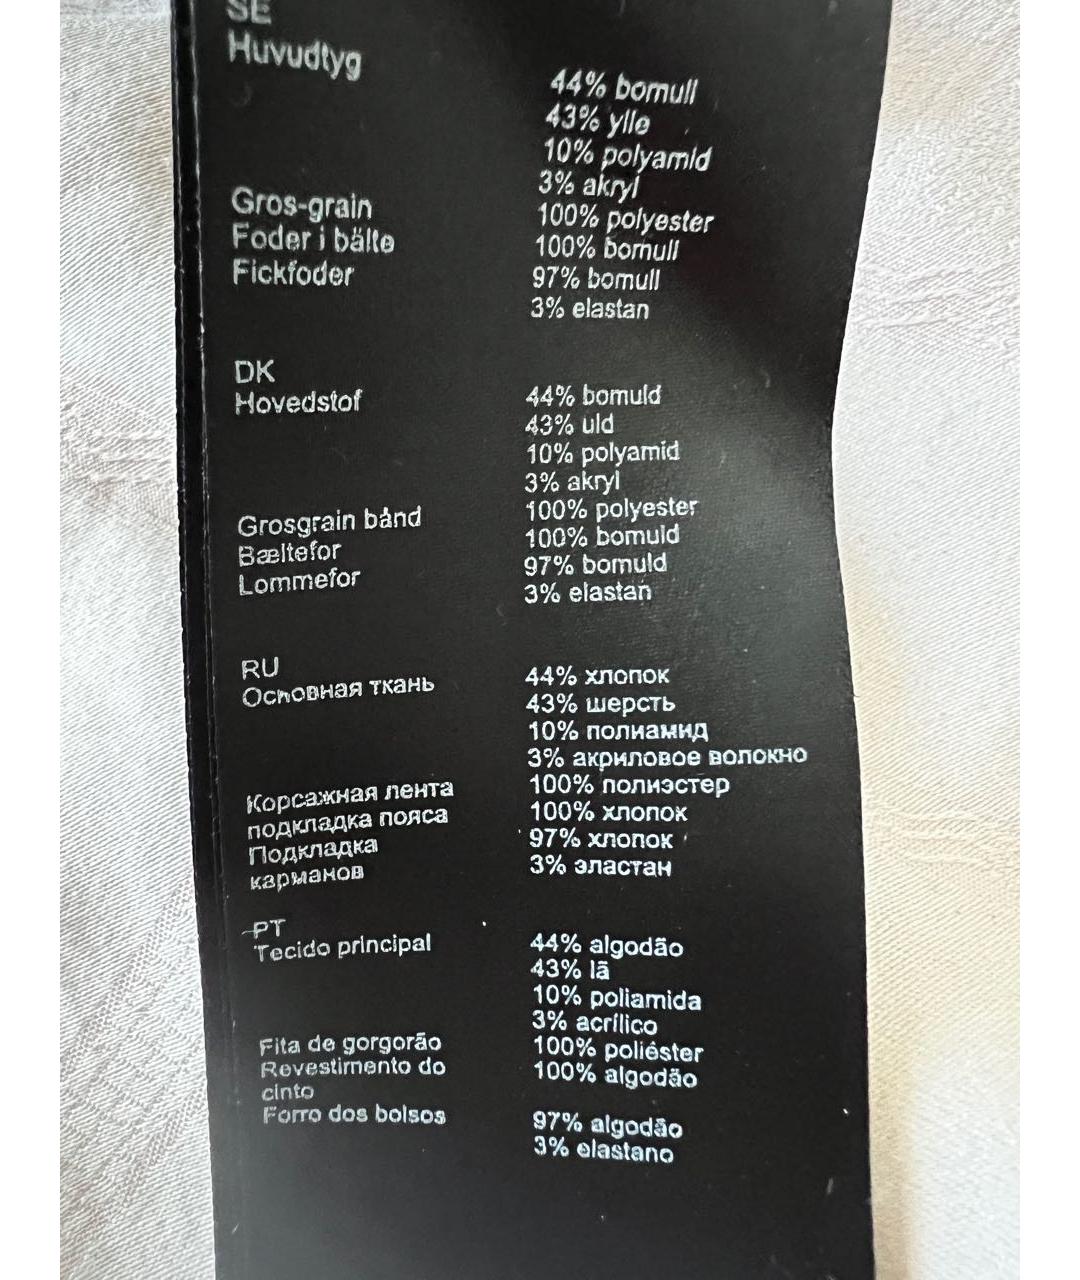 SE
Huvudtyg
44% bomull
43% ylle
10% polyamid
3% akryl
Gros-grain 100% polyester
Foder i bälte 100% bomull
Fickfoder 97% bomull
3% elastan
DK
Hovedstof 44% bomuld
43% uld
10% polyamid
3% akryl
Grosgrain bånd 100% polyester
Bæltefor 100% bomuld
Lommefor 97% bomuld
3% elastan
RU
Основная ткань 44% хлопок
43% шерсть
10% полиамид
3% акриловое волокно
Корсажная лента 100% полиэстер
подкладка пояса 100% хлопок
Подкладка 97% хлопок
карманов 3% эластан
PT
Tecido principal 44% algodão
43% lã
10% poliamida
3% acrílico
Fita de gorgorão 100% poliéster
Revestimento do 100% algodão
cinto
Forro dos bolsos 97% algodão
3% elastano